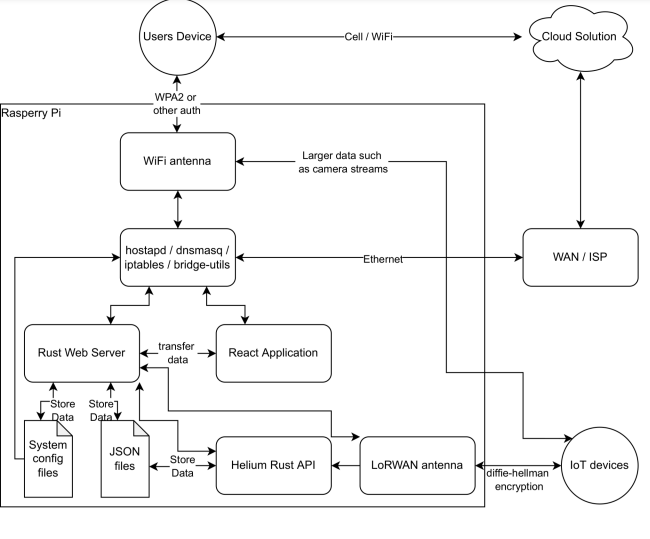 Users Device
Cell / WiFi
Cloud Solution
WPA2 or
other auth
Rasperry Pi
WiFi antenna
Larger data such
as camera streams
hostapd / dnsmasq /
iptables / bridge-utils
Ethernet
WAN / ISP
Rust Web Server
transfer
data
React Application
Store
Data
Store
Data
System
config
files
JSON
files
Store
Data
Helium Rust API
LoRWAN antenna
diffie-hellman
encryption
IoT devices